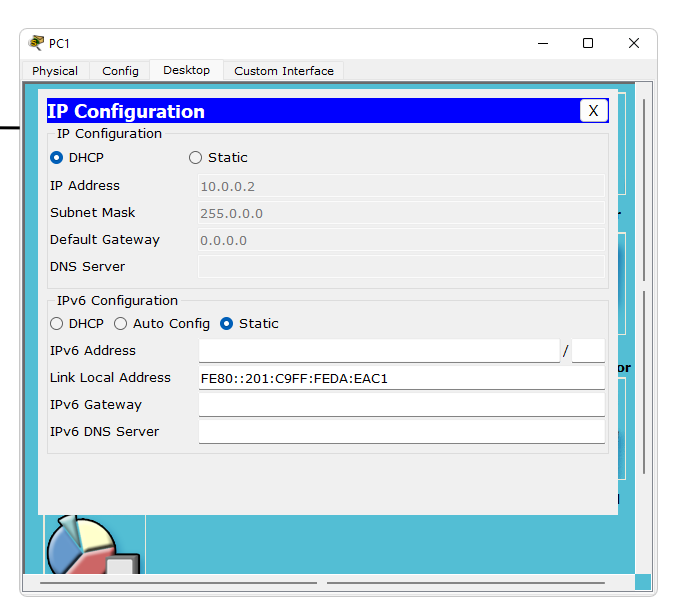 PC1
Physical Config Desktop Custom Interface
IP Configuration X
IP Configuration
DHCP Static
IP Address 10.0.0.2
Subnet Mask 255.0.0.0
Default Gateway 0.0.0.0
DNS Server
IPv6 Configuration
DHCP Auto Config Static
IPv6 Address /
Link Local Address FE80::201:C9FF:FEDA:EAC1
IPv6 Gateway
IPv6 DNS Server